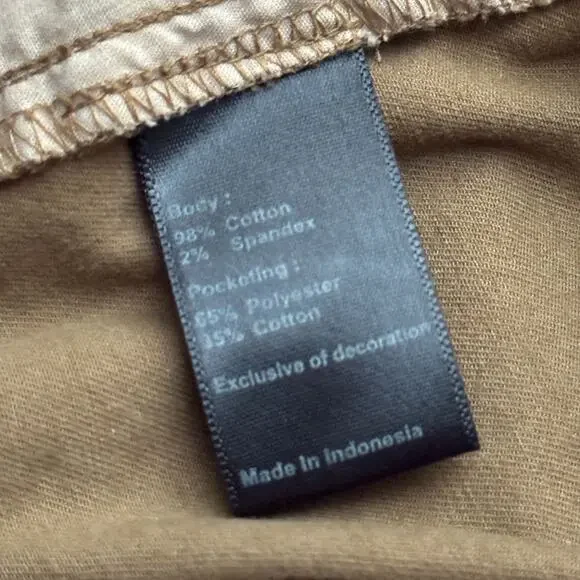 Body :
98% Cotton
2% Spandex
Pocketing :
65% Polyester
35% Cotton
Exclusive of decoration
Made In Indonesia